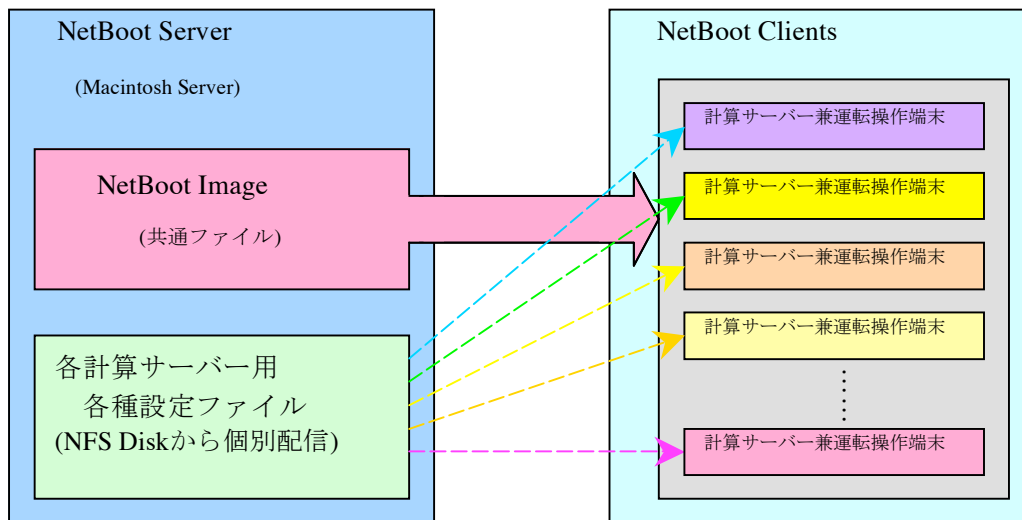 NetBoot Server
(Macintosh Server)
NetBoot Image
(共通ファイル)
各計算サーバー用
各種設定ファイル
(NFS Diskから個別配信)
NetBoot Clients
計算サーバー兼運転操作端末
計算サーバー兼運転操作端末
計算サーバー兼運転操作端末
計算サーバー兼運転操作端末
計算サーバー兼運転操作端末